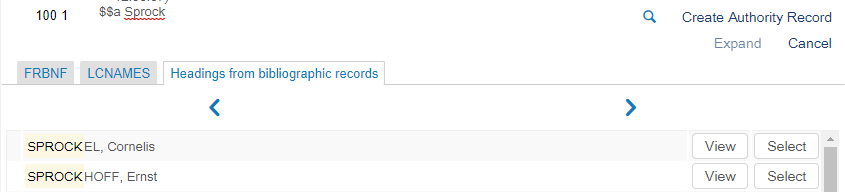 100 1 $$a Sprock Create Authority Record
Expand Cancel
FRBNF LCNAMES Headings from bibliographic records
SPROCKEL, Cornelis View Select
SPROCKHOFF, Ernst View Select